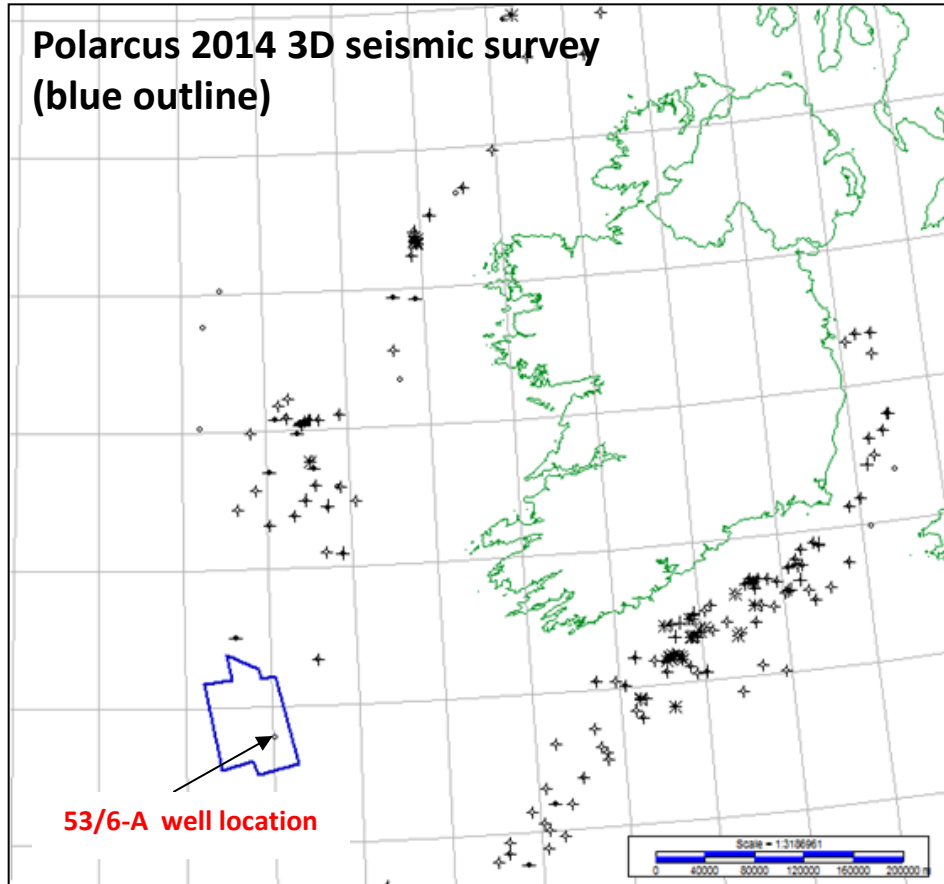 Polarcus 2014 3D seismic survey
(blue outline)
53/6-A well location
Scale = 1:3186961
0 40000 80000 120000 160000 200000 m